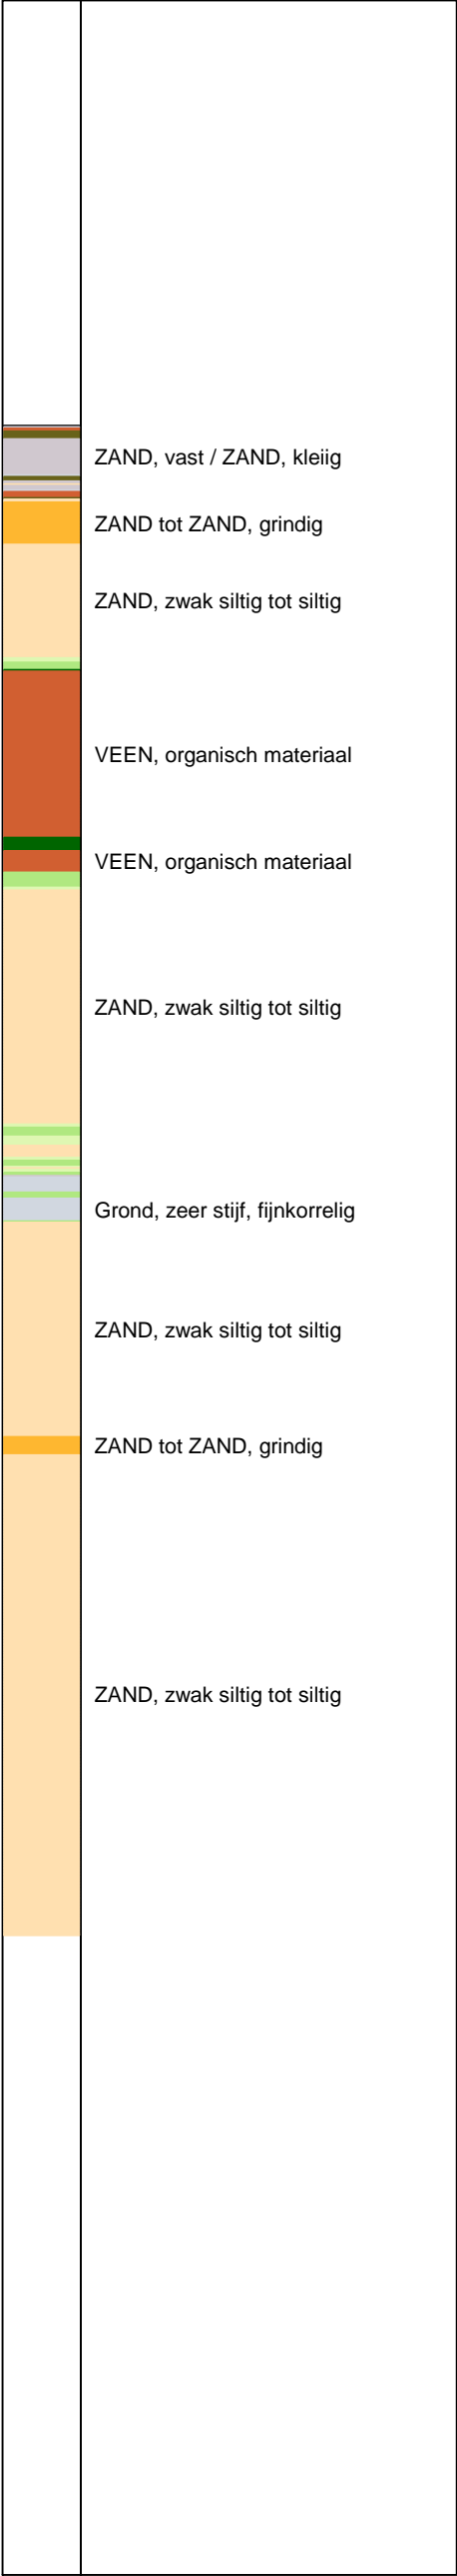 ZAND, vast / ZAND, kleiig
ZAND tot ZAND, grindig
ZAND, zwak siltig tot siltig
VEEN, organisch materiaal
VEEN, organisch materiaal
ZAND, zwak siltig tot siltig
Grond, zeer stijf, fijnkorrelig
ZAND, zwak siltig tot siltig
ZAND tot ZAND, grindig
ZAND, zwak siltig tot siltig